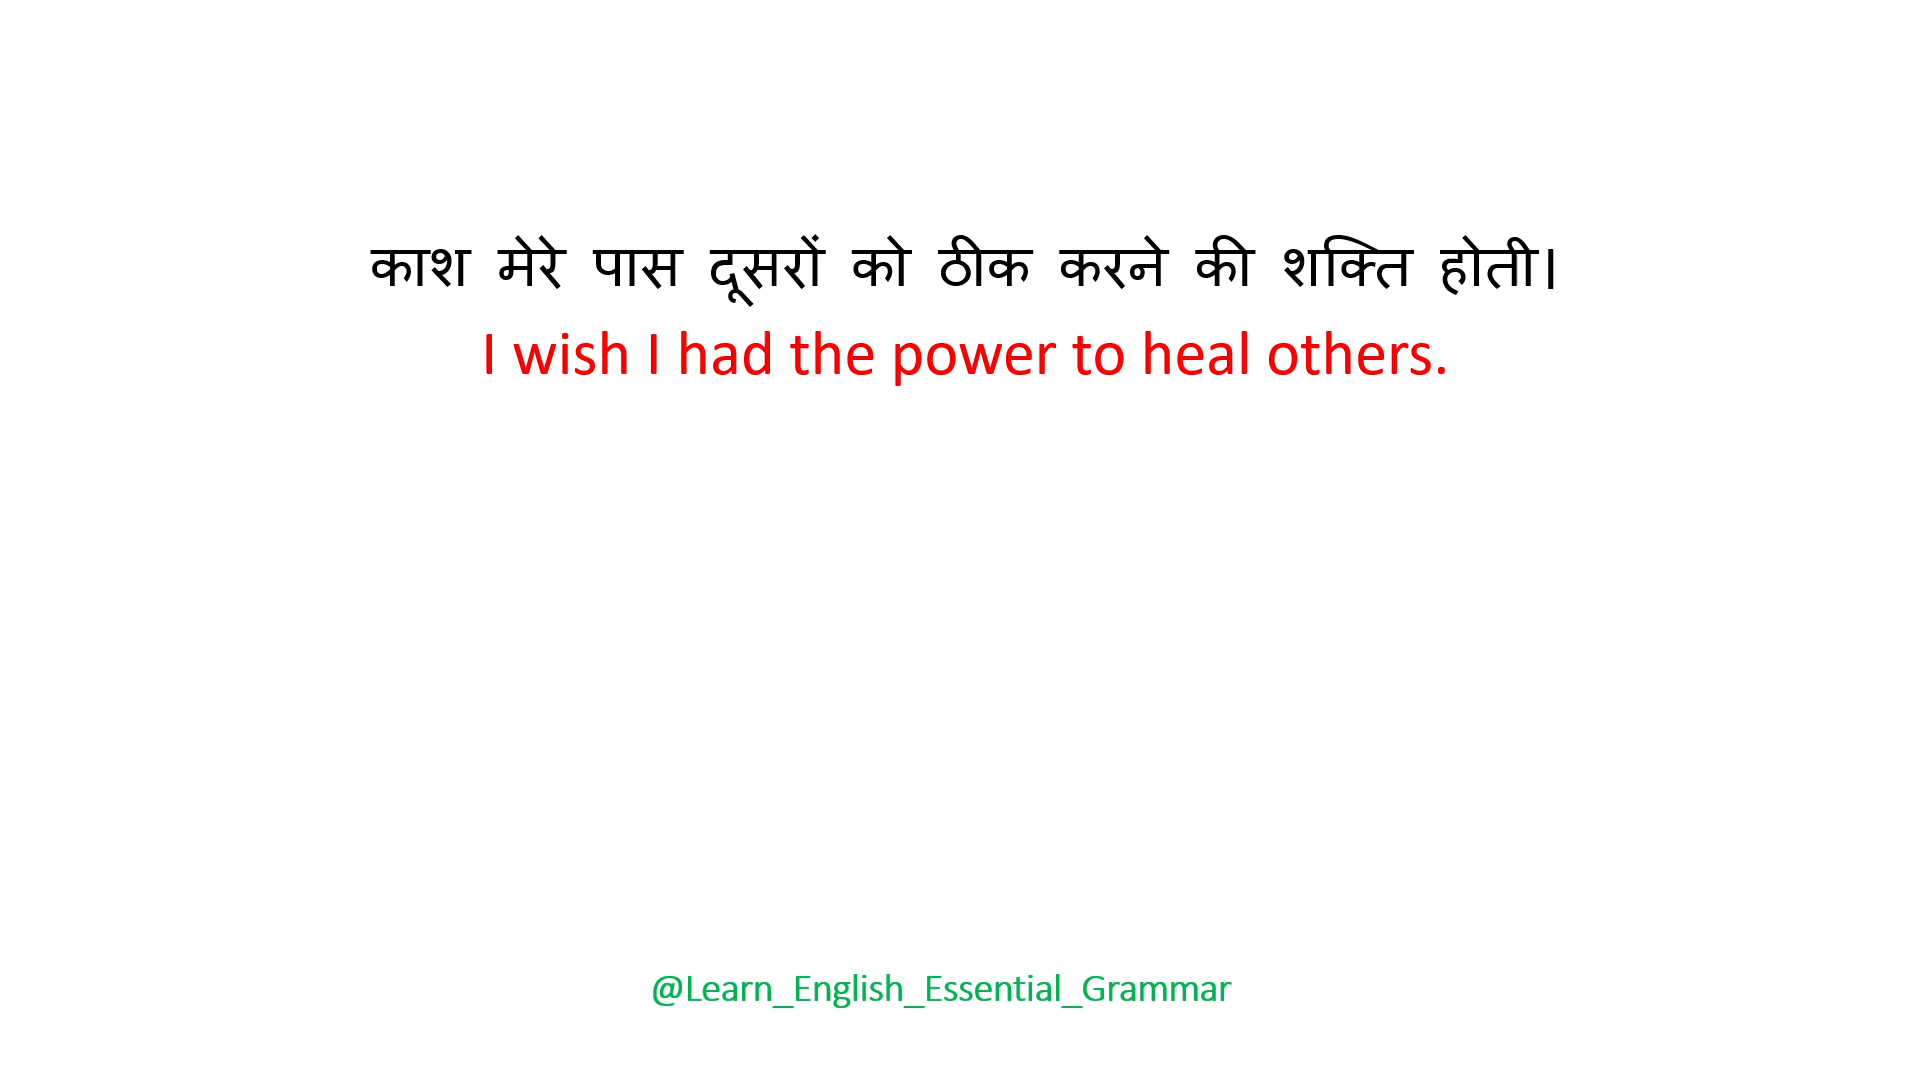 काश मेरे पास दूसरों को ठीक करने की शक्ति होती।
I wish I had the power to heal others.
@Learn_English_Essential_Grammar